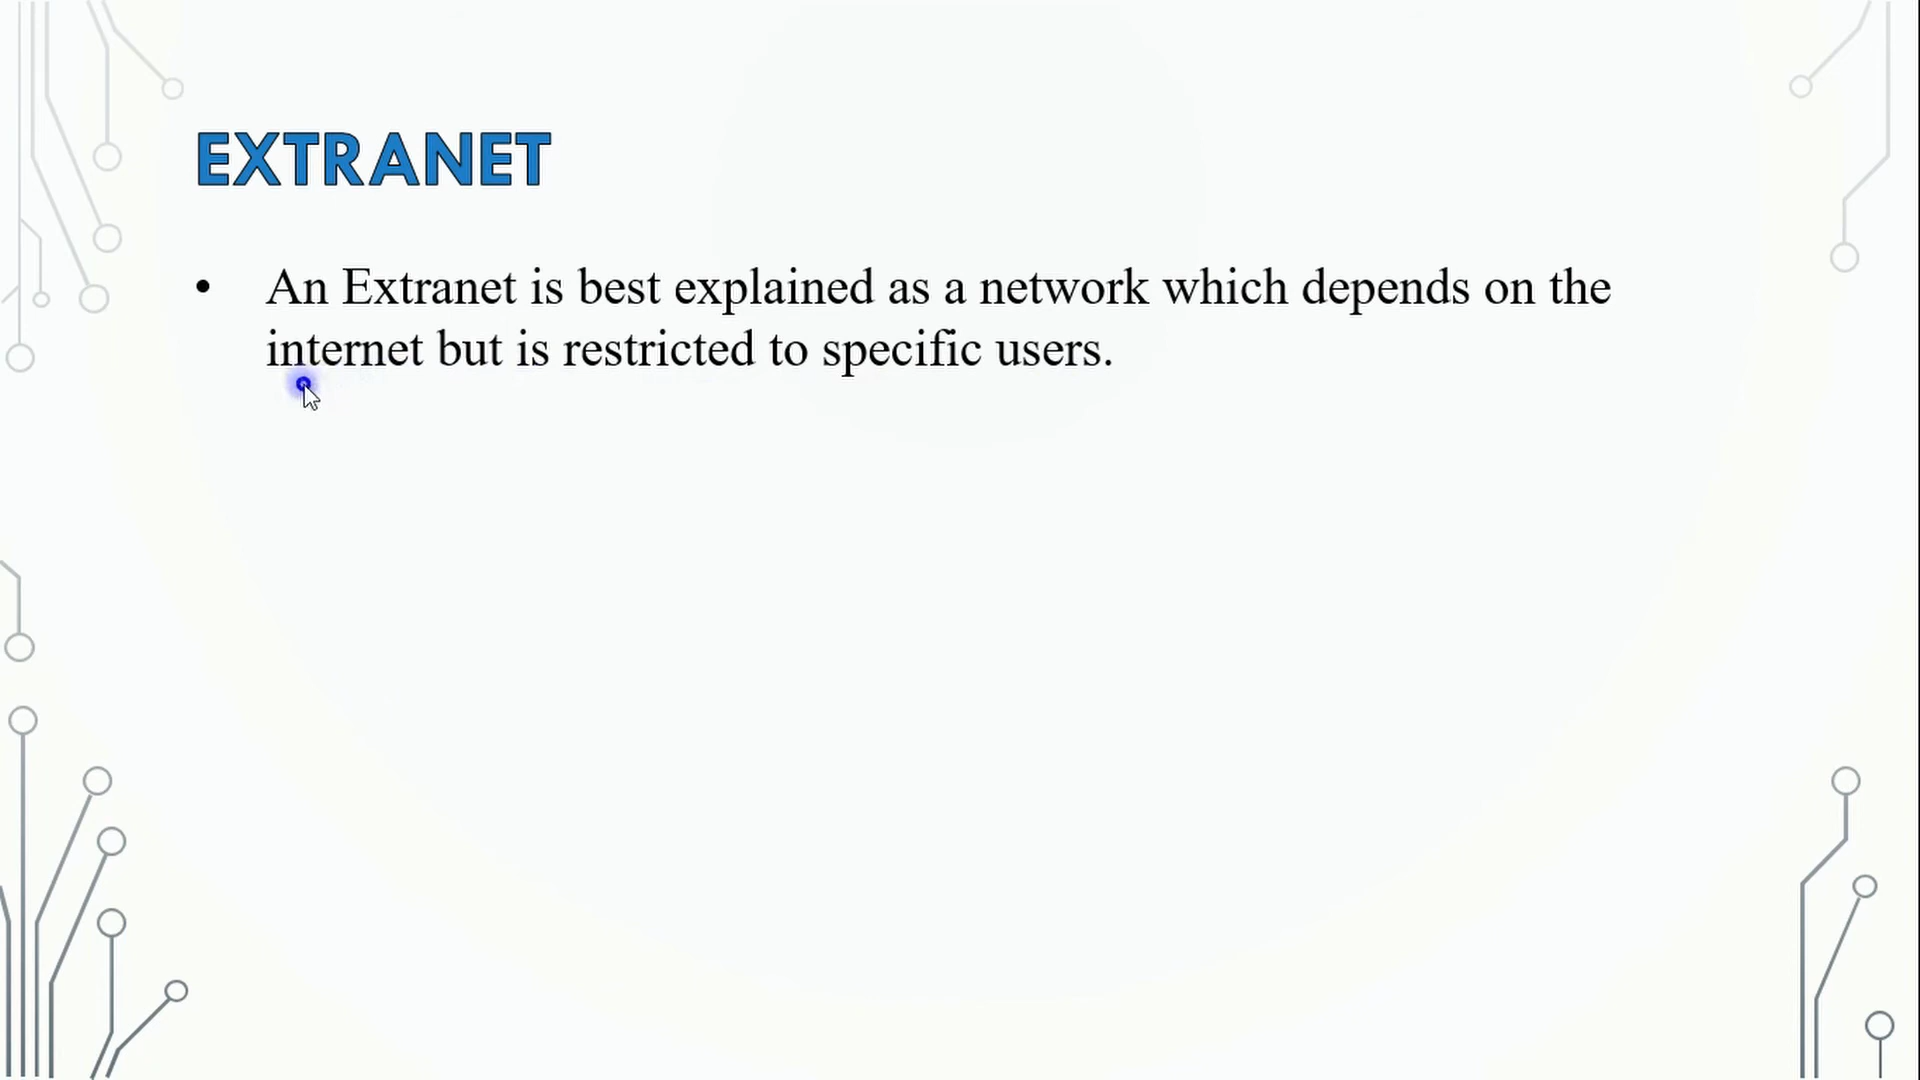 EXTRANET
• An Extranet is best explained as a network which depends on the
internet but is restricted to specific users.